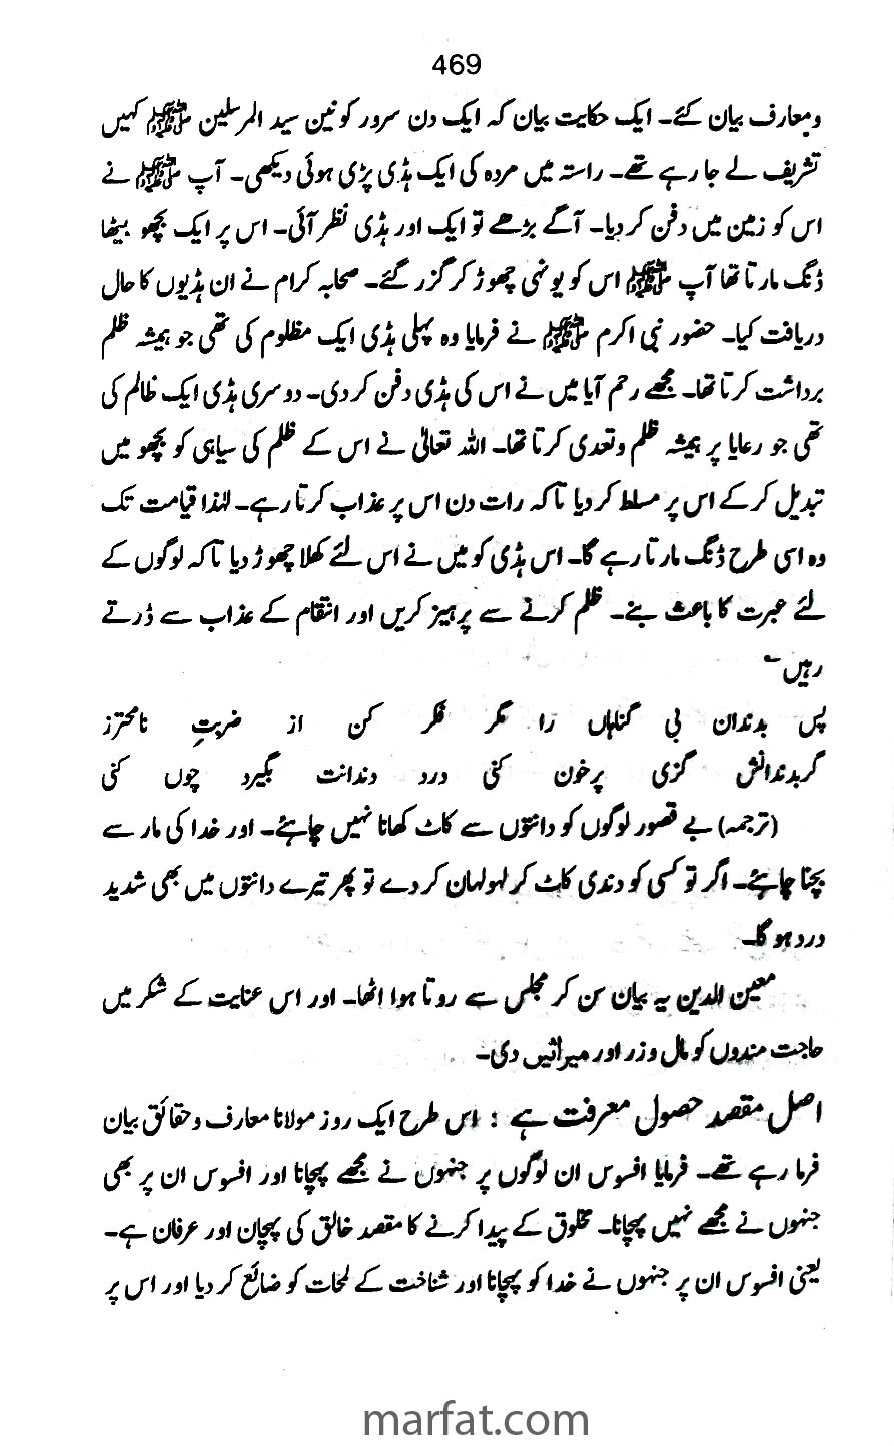 469
ومعارف بیان کئے۔ ایک حکایت بیان کہ ایک دن سرور کونین سید المرسلین ﷺ کہیں
تشریف لے جا رہے تھے۔ راستہ میں مردہ کی ایک ہڈی پڑی ہوئی دیکھی۔ آپ ﷺ نے
اس کو زمین میں دفن کر دیا۔ آگے بڑھے تو ایک اور ہڈی نظر آئی۔ اس پر ایک بچھو بیٹھا
ڈنگ مارتا تھا آپ ﷺ اس کو یونہی چھوڑ کر گزر گئے۔ صحابہ کرام نے ان ہڈیوں کا حال
دریافت کیا۔ حضور نبی اکرم ﷺ نے فرمایا وہ پہلی ہڈی ایک مظلوم کی تھی جو ہمیشہ ظلم
برداشت کرتا تھا۔ مجھے رحم آیا میں نے اس کی ہڈی دفن کر دی۔ دوسری ہڈی ایک ظالم کی
تھی جو رعایا پر ہمیشہ ظلم و تعدی کرتا تھا۔ اللہ تعالیٰ نے اس کے ظلم کی سیاہی کو بچھو میں
تبدیل کر کے اس پر مسلط کر دیا تاکہ رات دن اس پر عذاب کرتا رہے۔ لہٰذا قیامت تک
وہ اسی طرح ڈنگ مارتا رہے گا۔ اس ہڈی کو میں نے اس لئے کھلا چھوڑ دیا تاکہ لوگوں کے
لئے عبرت کا باعث بنے۔ ظلم کرنے سے پرہیز کریں اور انتقام کے عذاب سے ڈرتے
رہیں ؎
پس بدندان بی گناہاں را مگر فکر کن از ضربتِ نامحترز
گر بدندانش گزی پرخون کنی درد دندانت بگیرد چوں کنی
(ترجمہ) بے قصور لوگوں کو دانتوں سے کاٹ کھانا نہیں چاہئے۔ اور خدا کی مار سے
بچنا چاہئے۔ اگر تو کسی کو دندی کاٹ کر لہولہان کر دے تو پھر تیرے دانتوں میں بھی شدید
درد ہو گا۔
معین الدین یہ بیان سن کر مجلس سے روتا ہوا اٹھا۔ اور اس عنایت کے شکر میں
حاجت مندوں کو مال و زر اور میراثیں دی۔
اصل مقصد حصول معرفت ہے : اس طرح ایک روز مولانا معارف و حقائق بیان
فرما رہے تھے۔ فرمایا افسوس ان لوگوں پر جنہوں نے مجھے پہچانا اور افسوس ان پر بھی
جنہوں نے مجھے نہیں پہچانا۔ مخلوق کے پیدا کرنے کا مقصد خالق کی پہچان اور عرفان ہے۔
یعنی افسوس ان پر جنہوں نے خدا کو پہچانا اور شناخت کے لمحات کو ضائع کر دیا اور اس پر
marfat.com